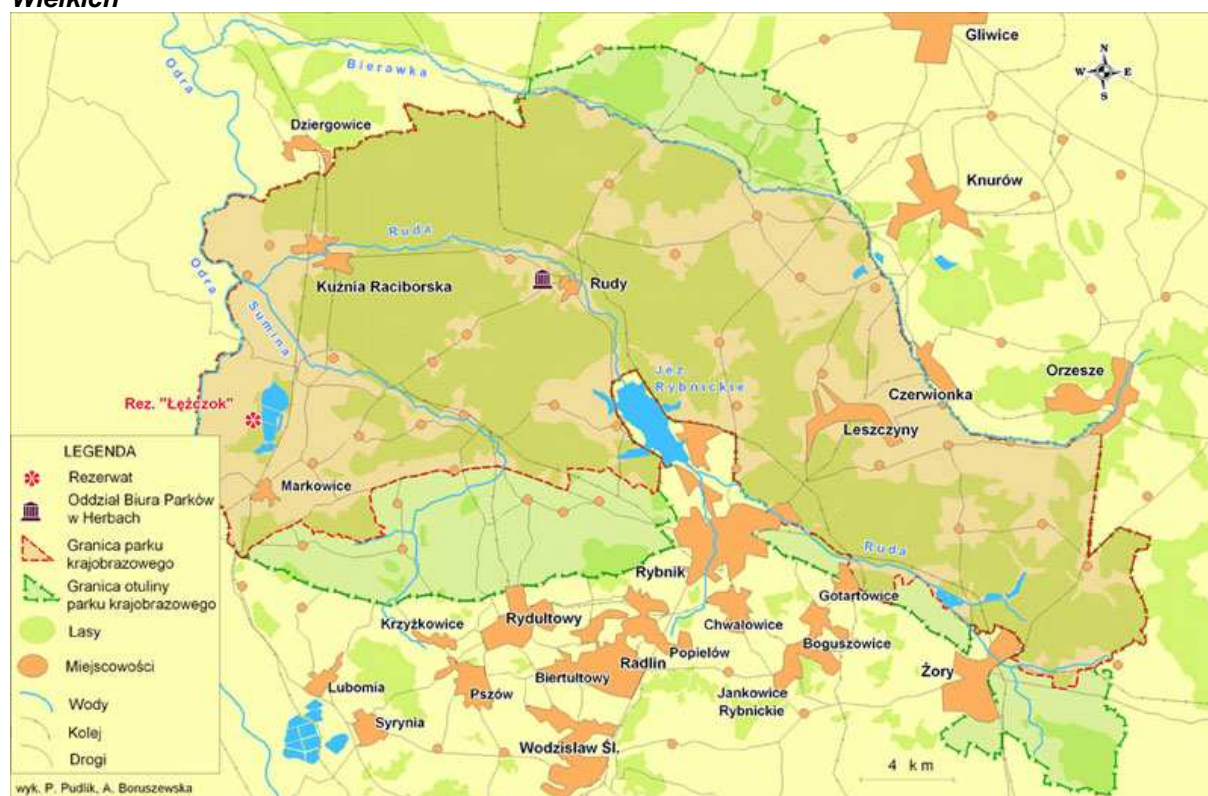 Wielkich
Gliwice
N
W E
S
Odra
Bierawka
Dziergowice
Knurów
Ruda
Odra
Kuźnia Raciborska
Rudy
Sumina
Jez.
Rybnickie
Orzesze
Czerwionka
Rez. "Łężczok"
Leszczyny
LEGENDA
Rezerwat
Oddział Biura Parków
w Herbach
Granica parku
krajobrazowego
Granica otuliny
parku krajobrazowego
Lasy
Miejscowości
Wody
Kolej
Drogi
Markowice
Ruda
Rybnik
Gotartowice
Krzyżkowice
Rydułtowy
Chwałowice
Boguszowice
Popielów
Radlin
Biertułtowy
Żory
Lubomia
Pszów
Jankowice
Rybnickie
Syrynia
Wodzisław Śl.
4 km
wyk. P. Pudlik, A. Boruszewska